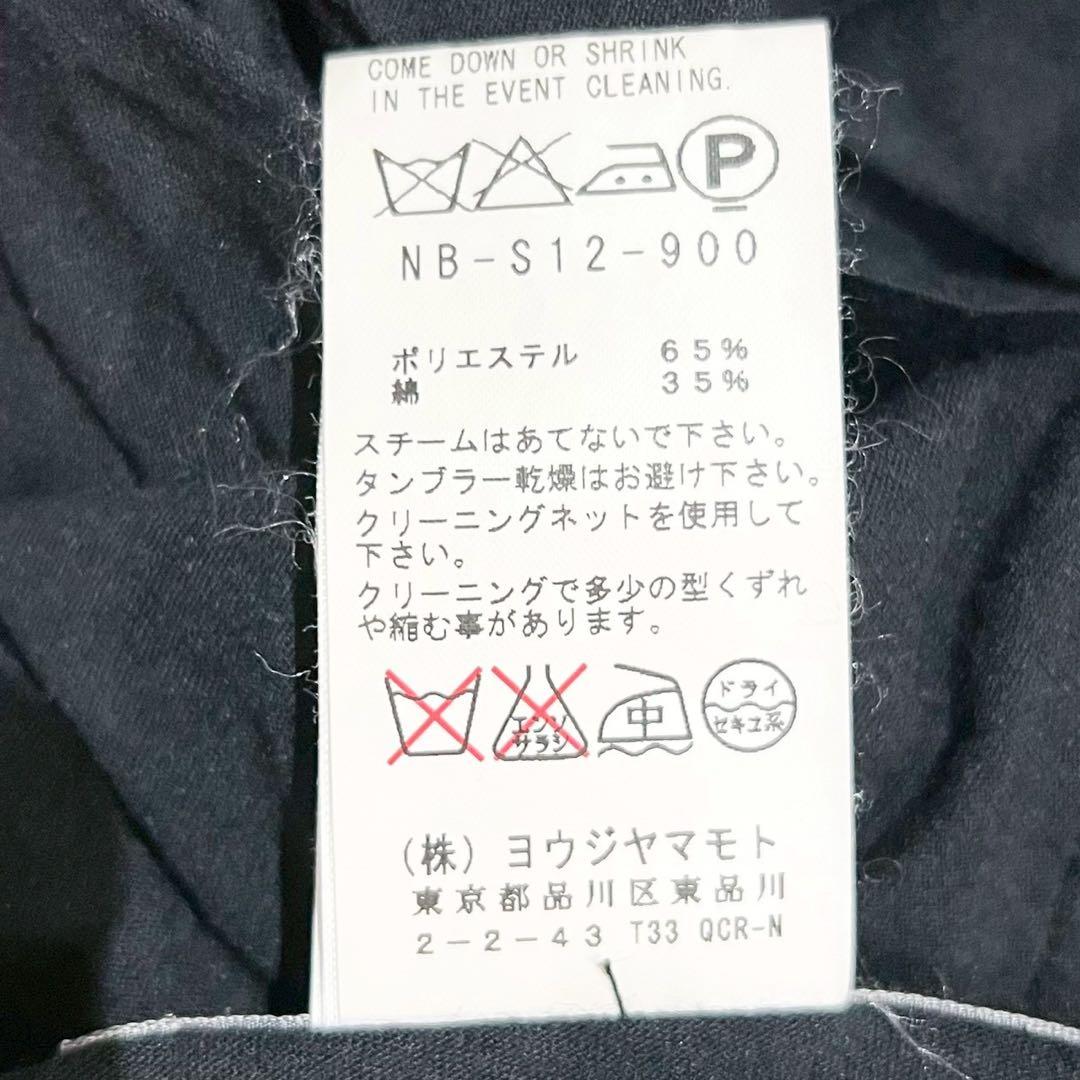 COME DOWN OR SHRINK
IN THE EVENT CLEANING.
P
NB-S12-900
ポリエステル 65%
綿 35%
スチームはあてないで下さい。
タンブラー乾燥はお避け下さい。
クリーニングネットを使用して
下さい。
クリーニングで多少の型くずれ
や縮む事があります。
エンソ
サラシ
中
ドライ
セキユ系
(株)ヨウジヤマモト
東京都品川区東品川
2-2-43 T33 QCR-N